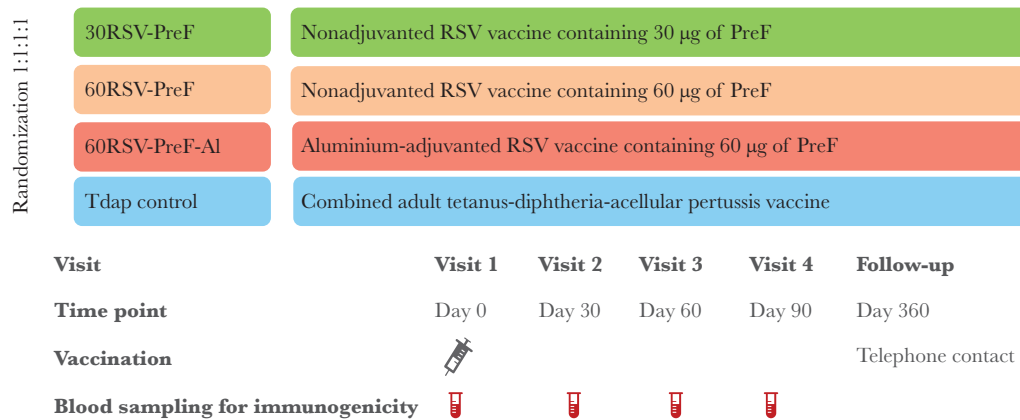 Randomization 1:1:1:1
30RSV-PreF Nonadjuvanted RSV vaccine containing 30 µg of PreF
60RSV-PreF Nonadjuvanted RSV vaccine containing 60 µg of PreF
60RSV-PreF-Al Aluminium-adjuvanted RSV vaccine containing 60 µg of PreF
Tdap control Combined adult tetanus-diphtheria-acellular pertussis vaccine
Visit Visit 1 Visit 2 Visit 3 Visit 4 Follow-up
Time point Day 0 Day 30 Day 60 Day 90 Day 360
Vaccination Telephone contact
Blood sampling for immunogenicity